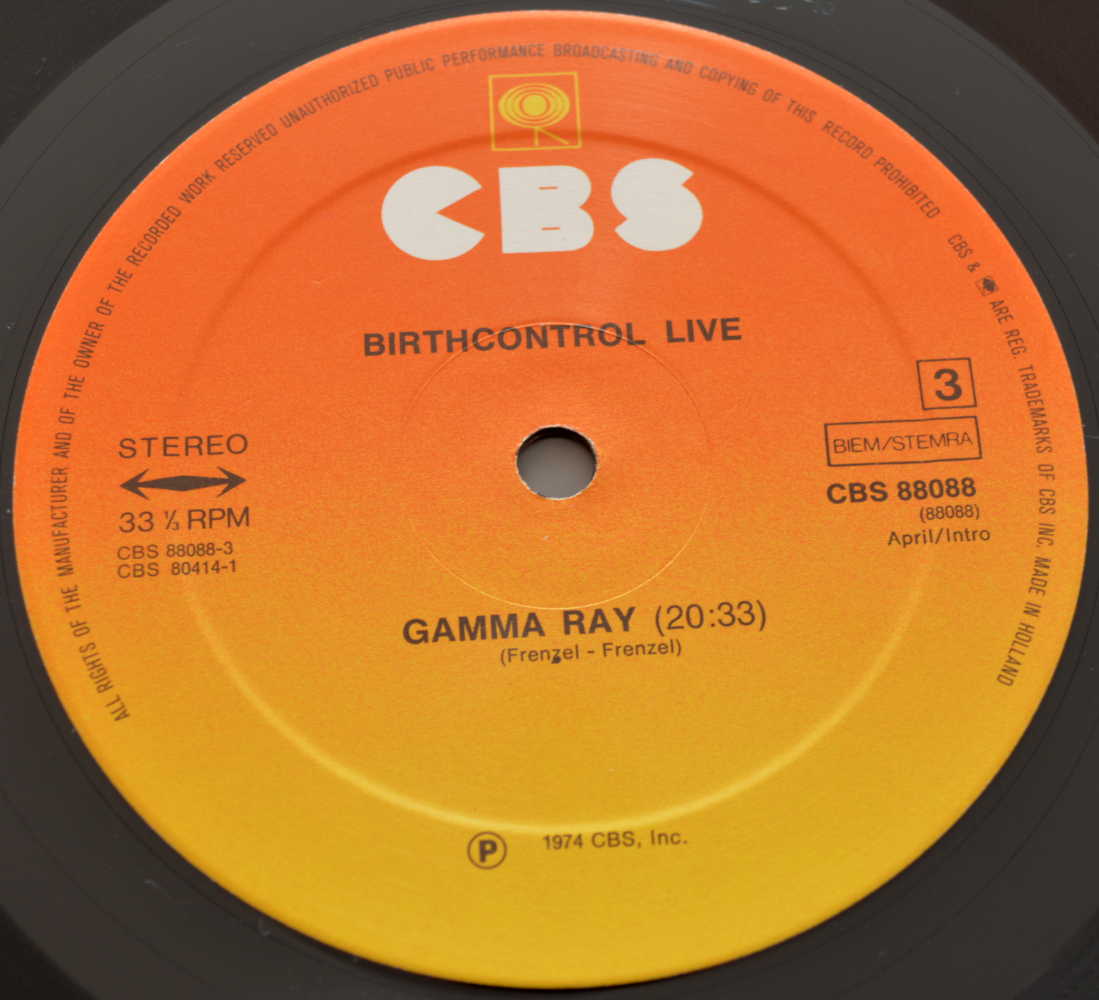 ALL RIGHTS OF THE MANUFACTURER AND OF THE OWNER OF THE RECORDED WORK RESERVED UNAUTHORIZED PUBLIC PERFORMANCE BROADCASTING AND COPYING OF THIS RECORD PROHIBITED CBS & ARE REG. TRADEMARKS OF CBS INC. MADE IN HOLLAND
CBS
BIRTHCONTROL LIVE
3
STEREO
BIEM/STEMRA
33 ⅓ RPM
CBS 88088
(88088)
CBS 88088-3
April/Intro
CBS 80414-1
GAMMA RAY (20:33)
(Frenzel - Frenzel)
Ⓟ 1974 CBS, Inc.